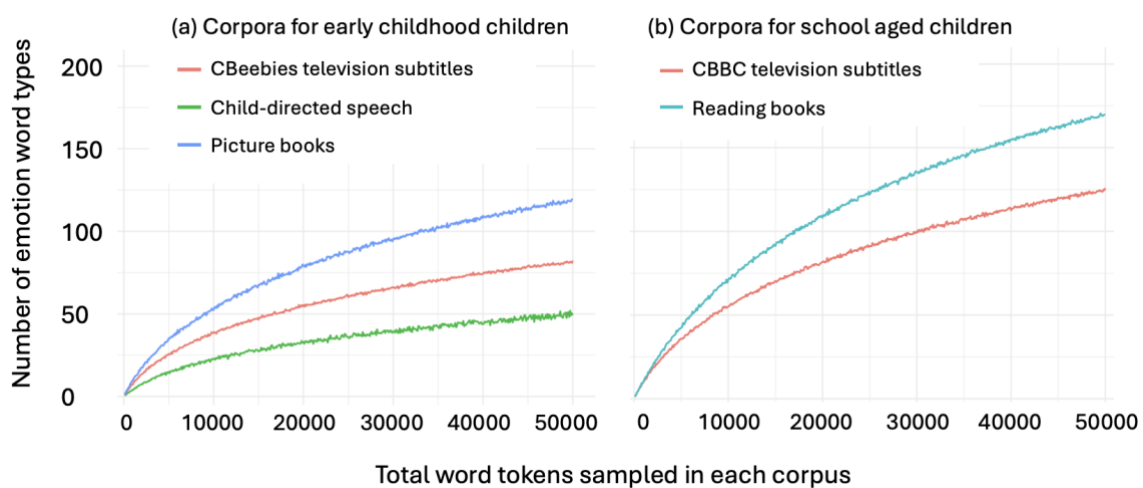 (a) Corpora for early childhood children
CBeebies television subtitles
Child-directed speech
Picture books
Number of emotion word types
200
150
100
50
0
0 10000 20000 30000 40000 50000
(b) Corpora for school aged children
CBBC television subtitles
Reading books
0 10000 20000 30000 40000 50000
Total word tokens sampled in each corpus